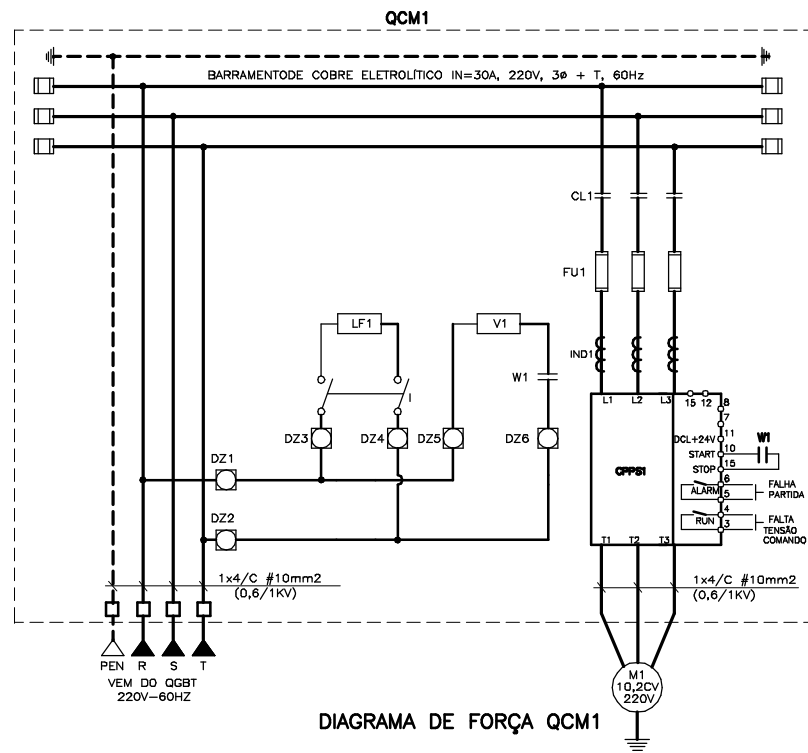 QCM1
BARRAMENTODE COBRE ELETROLÍTICO IN=30A, 220V, 3ø + T, 60Hz
CL1
FU1
LF1
V1
IND1
W1
I
L1 L2 L3
15 12 8
7
DZ3 DZ4 DZ5 DZ6
DCL+24V 11
START 10
W1
CPPS1
STOP 15
DZ1
6
ALARM
5
FALHA
PARTIDA
DZ2
4
RUN
3
FALTA
TENSÃO
COMANDO
T1 T2 T3
1x4/C #10mm2
(0,6/1KV)
1x4/C #10mm2
(0,6/1KV)
PEN R S T
VEM DO QGBT
220V-60HZ
M1
10,2CV
220V
DIAGRAMA DE FORÇA QCM1